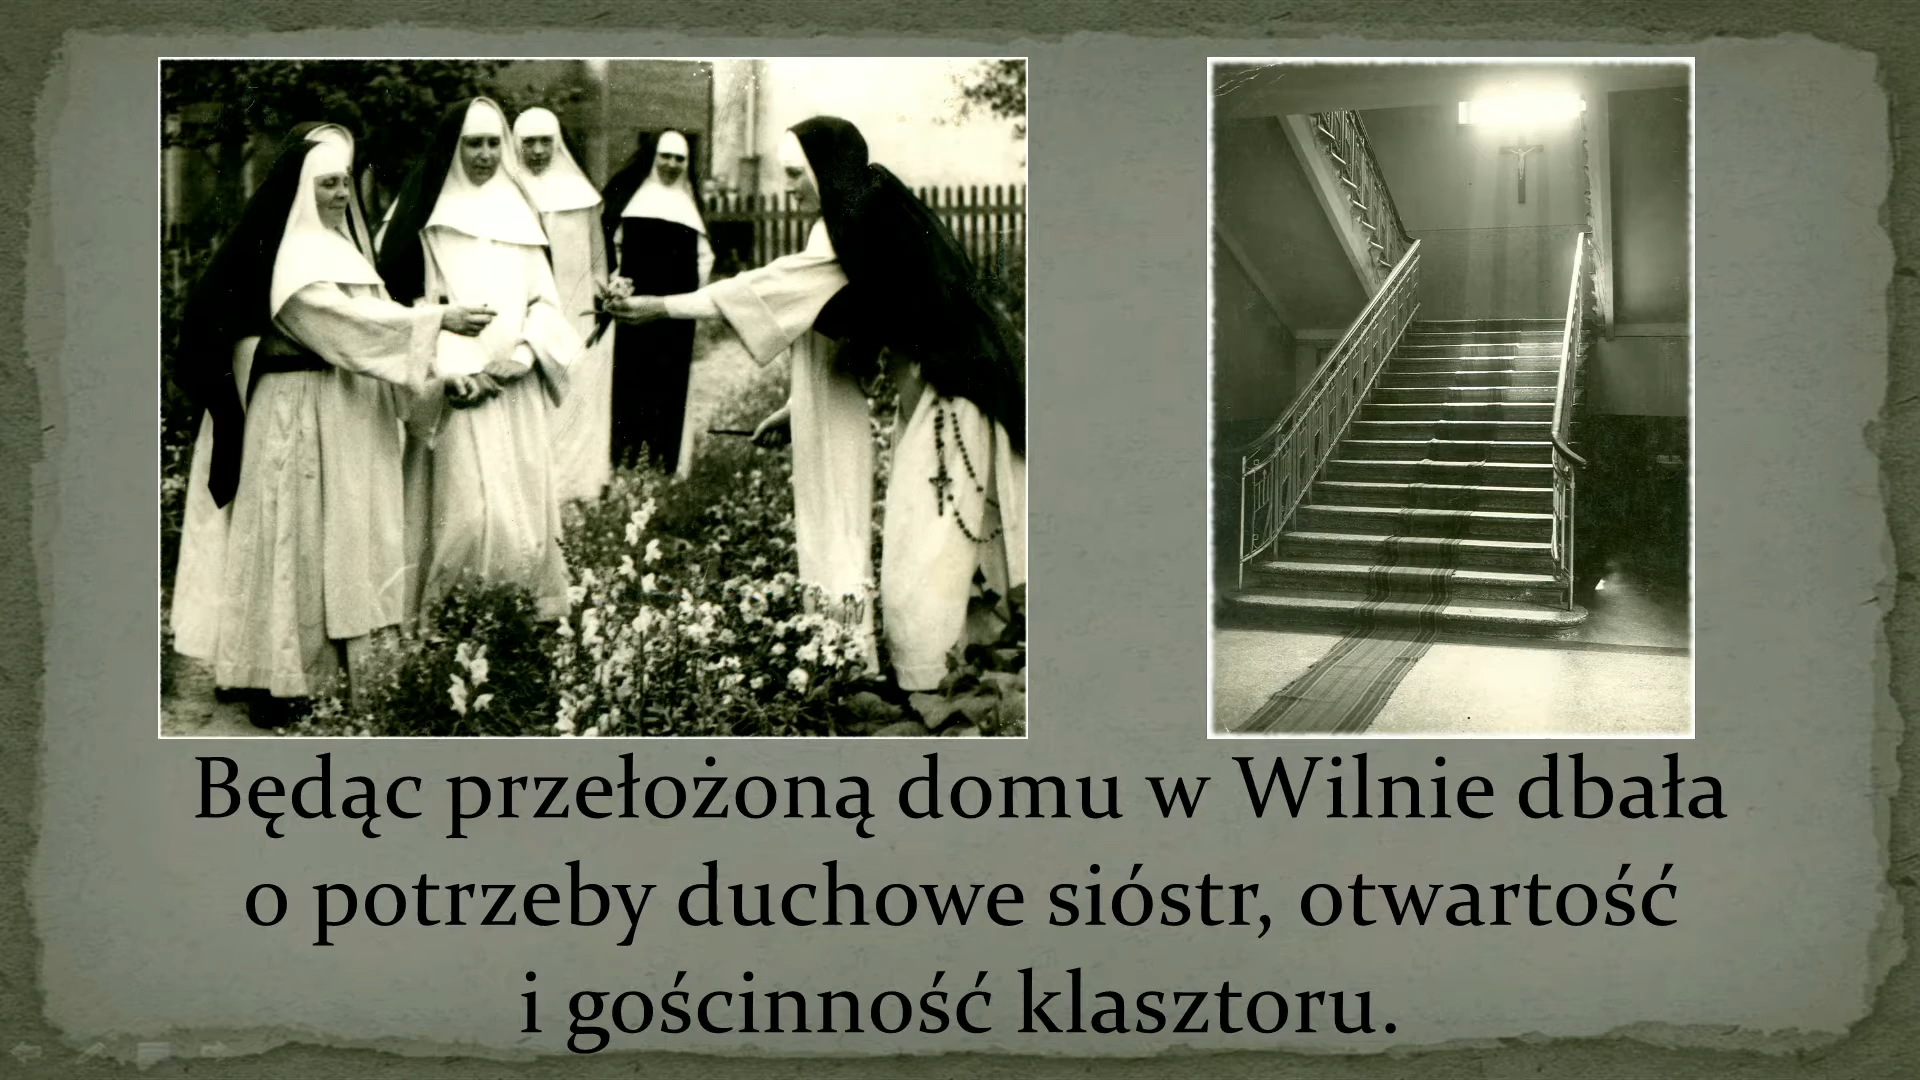 Będąc przełożoną domu w Wilnie dbała
o potrzeby duchowe sióstr, otwartość
i gościnność klasztoru.